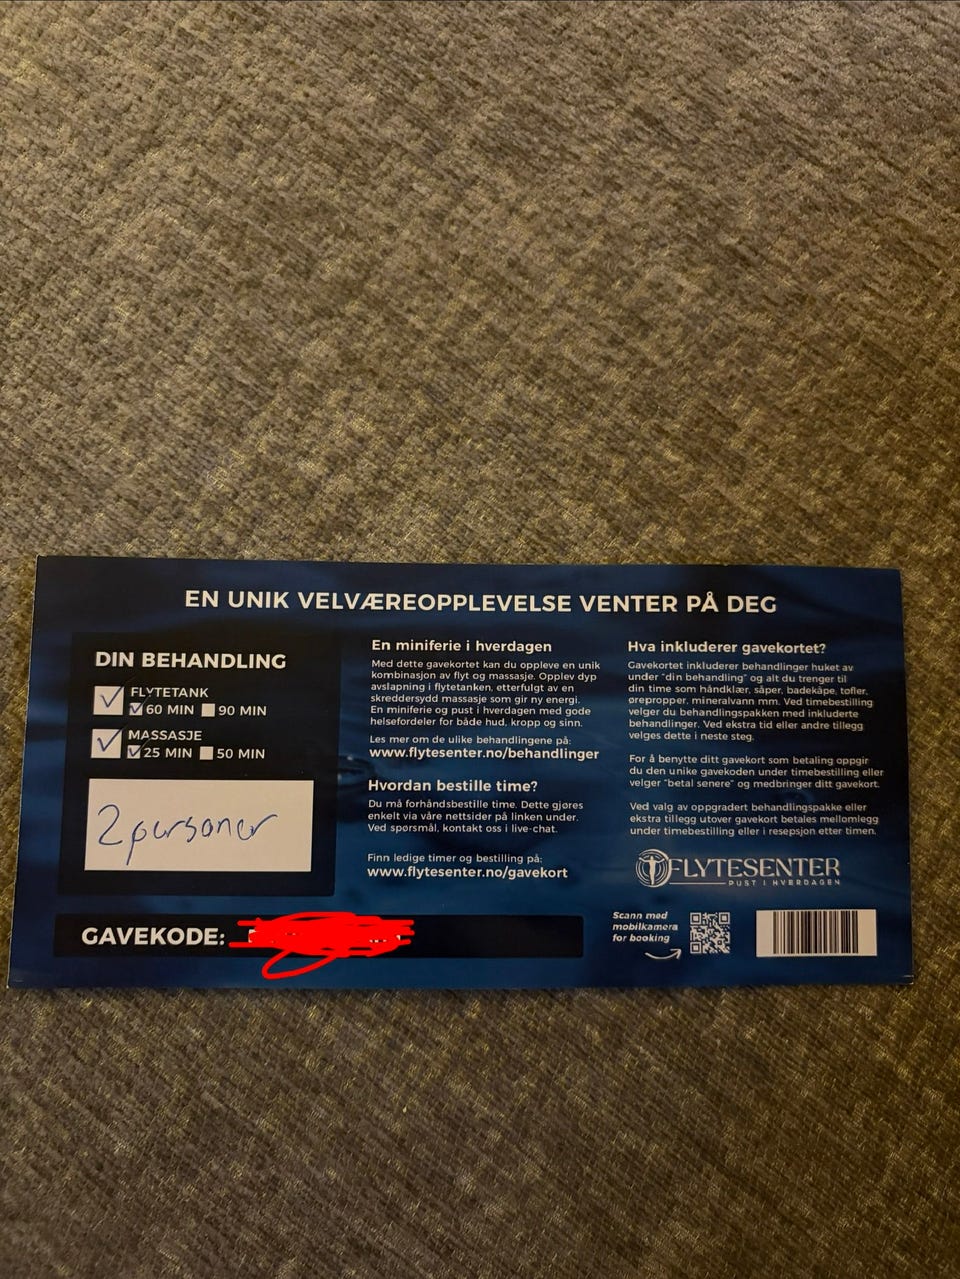 EN UNIK VELVÆREOPPLEVELSE VENTER PÅ DEG
DIN BEHANDLING
FLYTETANK
60 MIN 90 MIN
MASSASJE
25 MIN 50 MIN
2 personer
En miniferie i hverdagen
Med dette gavekortet kan du oppleve en unik
kombinasjon av flyt og massasje. Opplev dyp
avslapning i flytetanken, etterfulgt av en
skreddersydd massasje som gir ny energi.
En miniferie og pust i hverdagen med gode
helsefordeler for både hud, kropp og sinn.
Les mer om de ulike behandlingene på:
www.flytesenter.no/behandlinger
Hvordan bestille time?
Du må forhåndsbestille time. Dette gjøres
enkelt via våre nettsider på linken under.
Ved spørsmål, kontakt oss i live-chat.
Finn ledige timer og bestilling på:
www.flytesenter.no/gavekort
Hva inkluderer gavekortet?
Gavekortet inkluderer behandlinger huket av
under "din behandling" og alt du trenger til
din time som håndklær, såper, badekåpe, tøfler,
ørepropper, mineralvann mm. Ved timebestilling
velger du behandlingspakken med inkluderte
behandlinger. Ved ekstra tid eller andre tillegg
velges dette i neste steg.
For å benytte ditt gavekort som betaling oppgir
du den unike gavekoden under timebestilling eller
velger "betal senere" og medbringer ditt gavekort.
Ved valg av oppgradert behandlingspakke eller
ekstra tillegg utover gavekort betales mellomlegg
under timebestilling eller i resepsjon etter timen.
FLYTESENTER
PUST I HVERDAGEN
GAVEKODE:
Scann med
mobilkamera
for booking